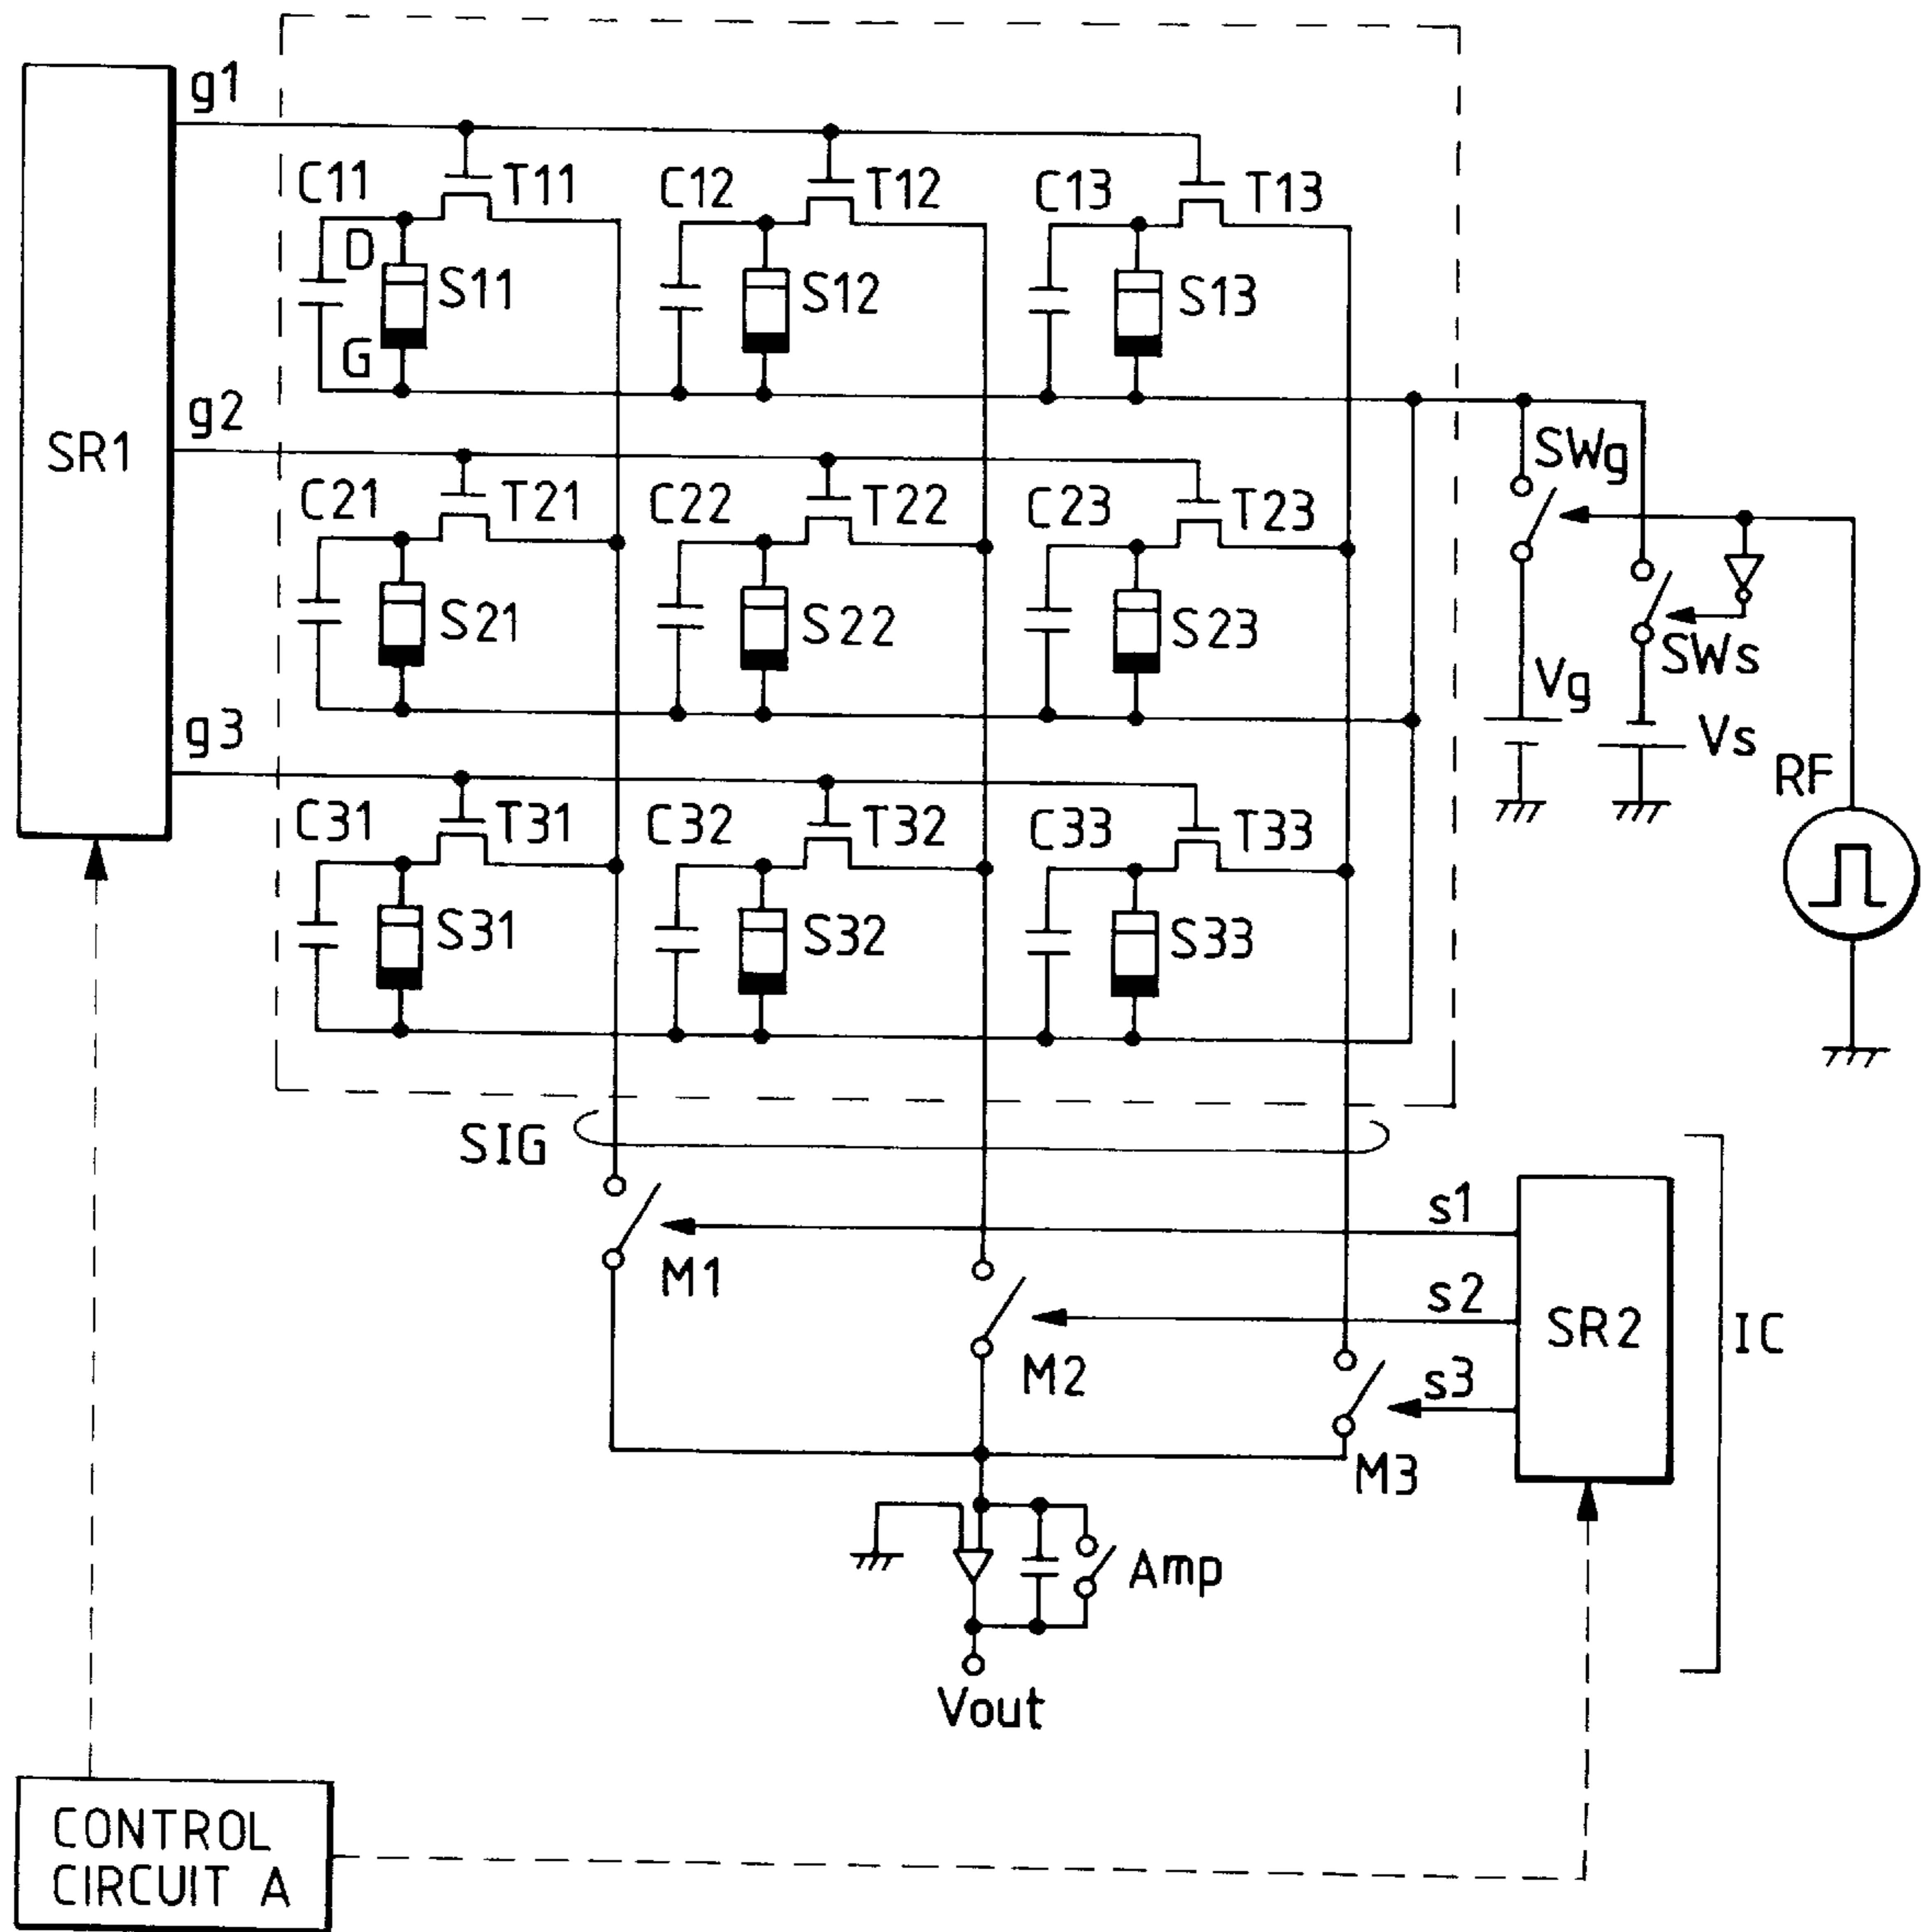 g1
C11
T11
C12
T12
C13
T13
D
S11
S12
S13
G
g2
SR1
SWg
C21
T21
C22
T22
C23
T23
S21
S22
S23
SWs
Vg
Vs
g3
RF
C31
T31
C32
T32
C33
T33
S31
S32
S33
SIG
s1
M1
s2
SR2
IC
M2
s3
M3
Amp
Vout
CONTROL
CIRCUIT A